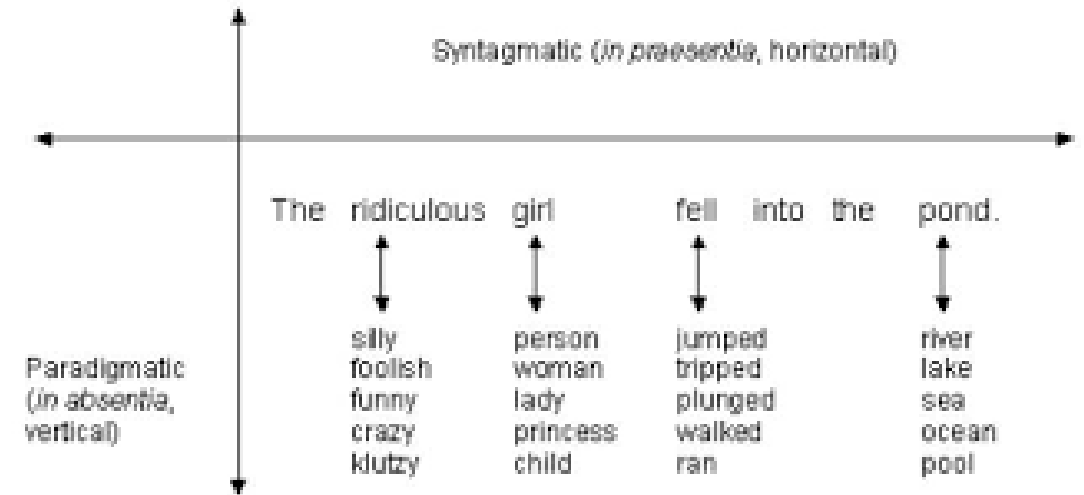 Syntagmatic (in praesentia, horizontal)
The ridiculous girl fell into the pond.
silly person jumped river
foolish woman tripped lake
funny lady plunged sea
crazy princess walked ocean
klutzy child ran pool
Paradigmatic
(in absentia,
vertical)